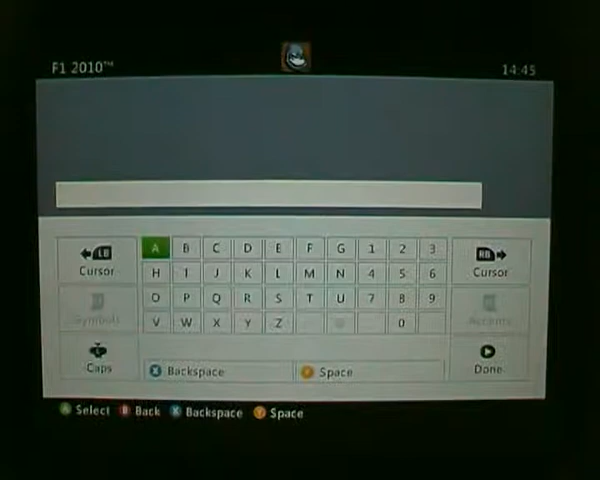 F1 2010™ 14:45
LB A B C D E F G 1 2 3 RB
Cursor H I J K L M N 4 5 6 Cursor
O P Q R S T U 7 8 9
Symbols V W X Y Z 0 Accents
Caps X Backspace Y Space Done
A Select B Back X Backspace Y Space